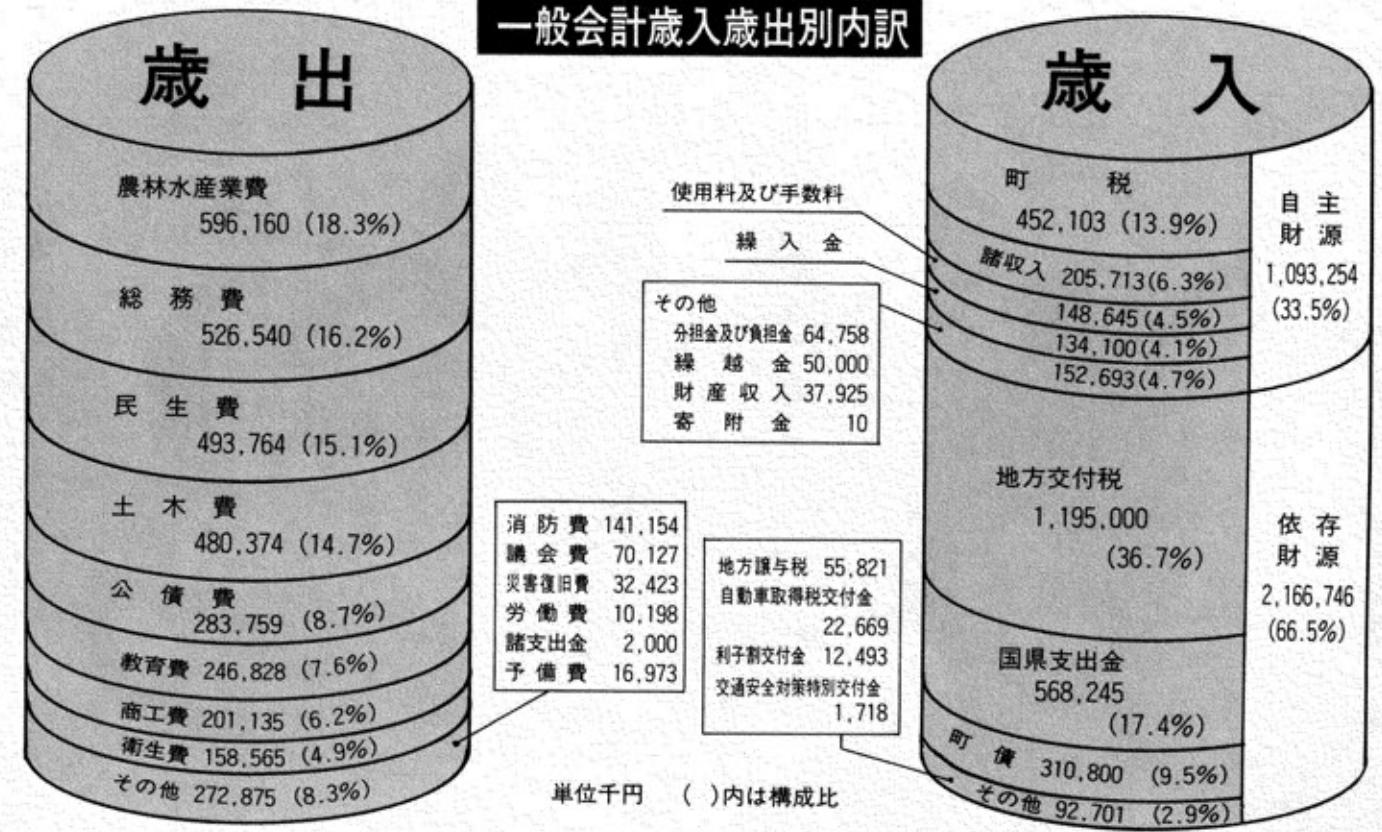 一般会計歳入歳出別内訳
歳出
農林水産業費
596,160 (18.3%)
総務費
526,540 (16.2%)
民生費
493,764 (15.1%)
土木費
480,374 (14.7%)
公債費
283,759 (8.7%)
教育費 246,828 (7.6%)
商工費 201,135 (6.2%)
衛生費 158,565 (4.9%)
その他 272,875 (8.3%)
消防費 141,154
議会費 70,127
災害復旧費 32,423
労働費 10,198
諸支出金 2,000
予備費 16,973
使用料及び手数料
繰入金
その他
分担金及び負担金 64,758
繰越金 50,000
財産収入 37,925
寄附金 10
地方譲与税 55,821
自動車取得税交付金
22,669
利子割交付金 12,493
交通安全対策特別交付金
1,718
歳入
町税
452,103 (13.9%)
諸収入 205,713(6.3%)
148,645(4.5%)
134,100(4.1%)
152,693(4.7%)
自主
財源
1,093,254
(33.5%)
地方交付税
1,195,000
(36.7%)
国県支出金
568,245
(17.4%)
町債
310,800 (9.5%)
その他 92,701 (2.9%)
依存
財源
2,166,746
(66.5%)
単位千円 ( )内は構成比